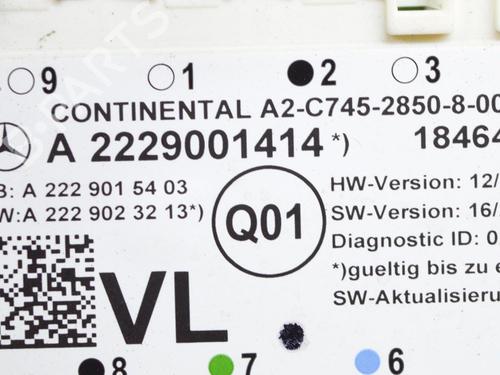 9 1 2 3
CONTINENTAL A2-C745-2850-8-00
A 2229001414 *) 18464
B: A 222 901 54 03
W:A 222 902 32 13*)
Q01
HW-Version: 12/
SW-Version: 16/
Diagnostic ID: 0
*)gueltig bis zu e
SW-Aktualisieru
VL
8 7 6